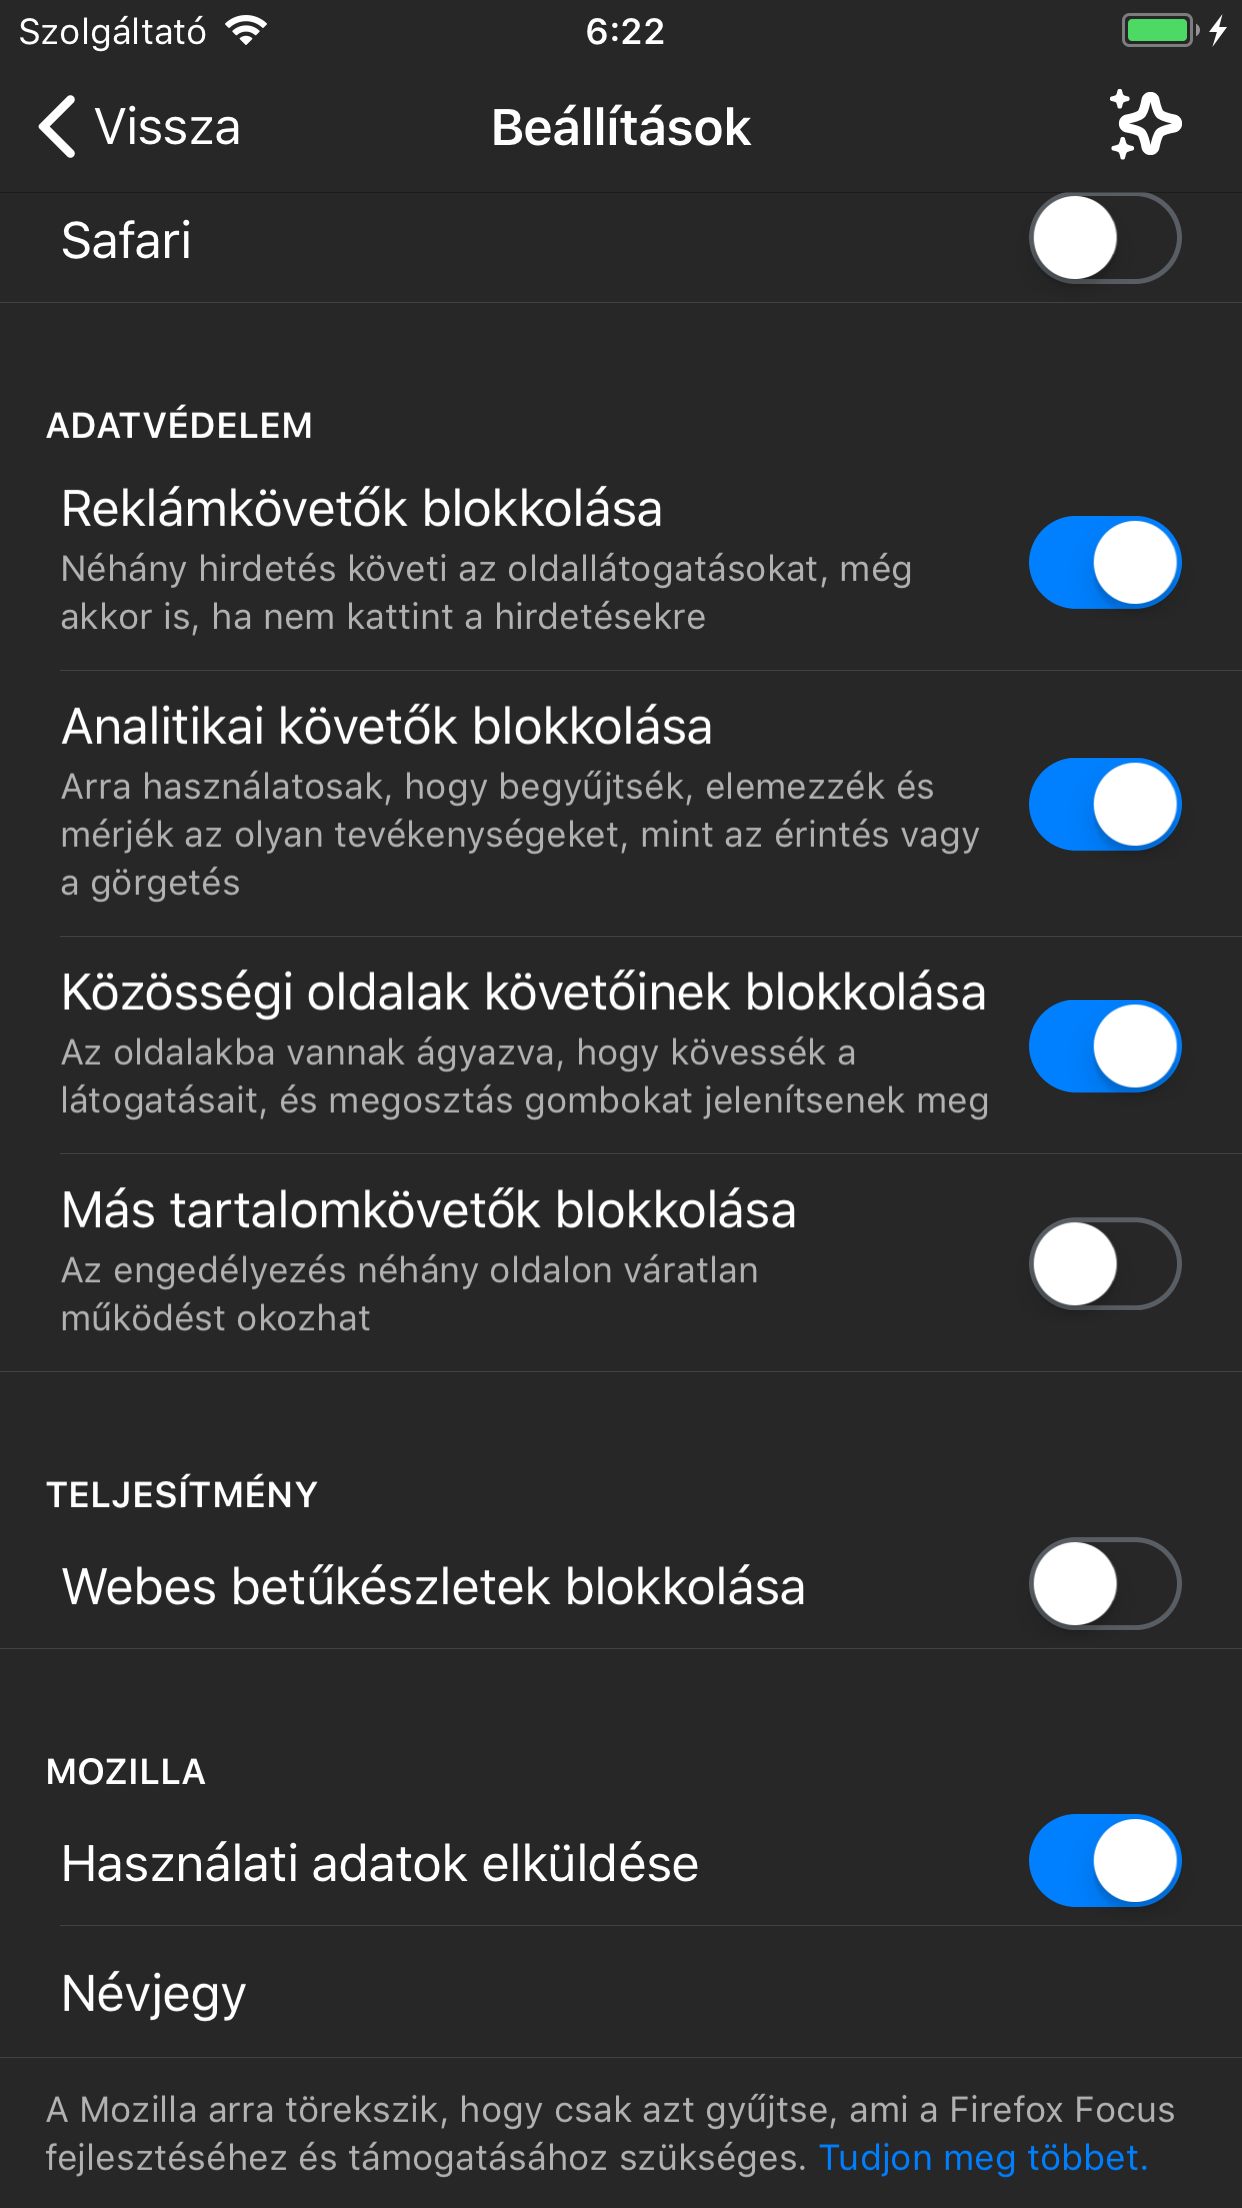 Szolgáltató 6:22
Vissza Beállítások
Safari
ADATVÉDELEM
Reklámkövetők blokkolása
Néhány hirdetés követi az oldallátogatásokat, még
akkor is, ha nem kattint a hirdetésekre
Analitikai követők blokkolása
Arra használatosak, hogy begyűjtsék, elemezzék és
mérjék az olyan tevékenységeket, mint az érintés vagy
a görgetés
Közösségi oldalak követőinek blokkolása
Az oldalakba vannak ágyazva, hogy kövessék a
látogatásait, és megosztás gombokat jelenítsenek meg
Más tartalomkövetők blokkolása
Az engedélyezés néhány oldalon váratlan
működést okozhat
TELJESÍTMÉNY
Webes betűkészletek blokkolása
MOZILLA
Használati adatok elküldése
Névjegy
A Mozilla arra törekszik, hogy csak azt gyűjtse, ami a Firefox Focus
fejlesztéséhez és támogatásához szükséges. Tudjon meg többet.